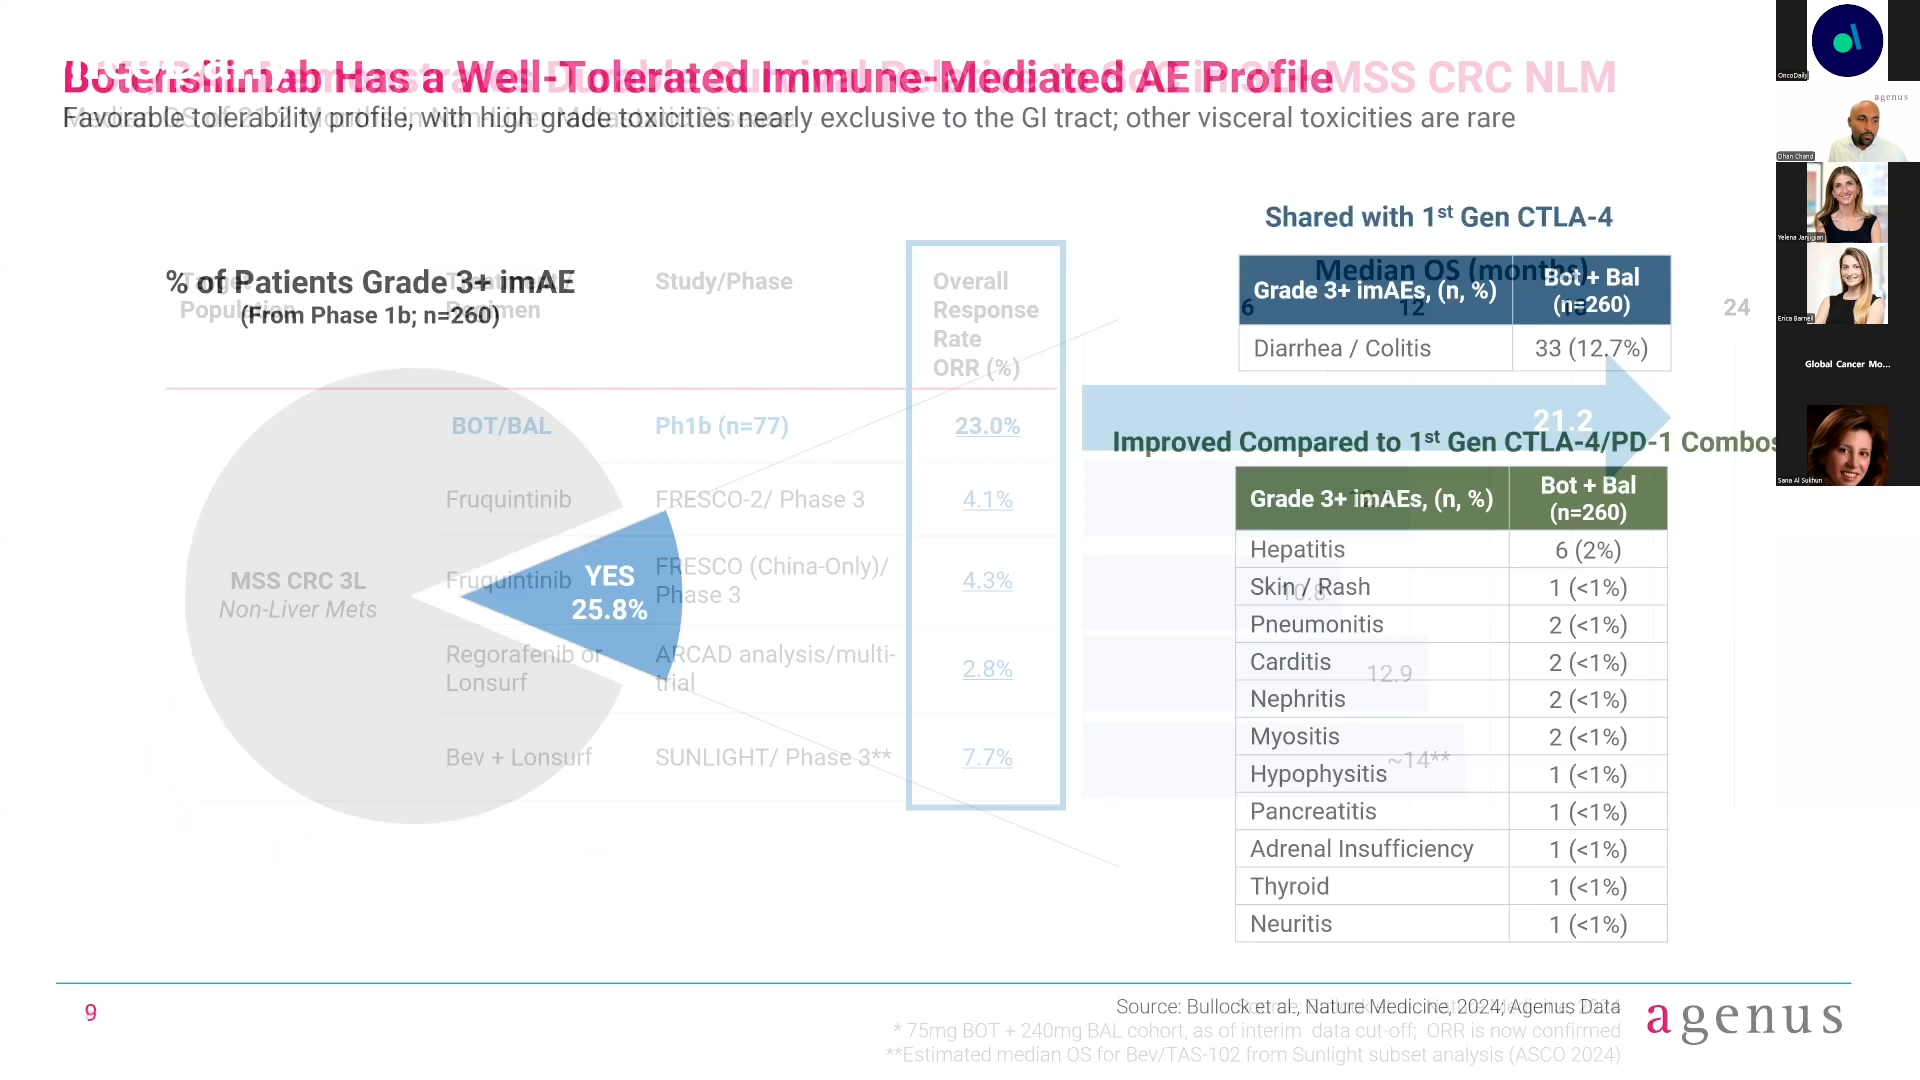 Botensilimab Has a Well-Tolerated Immune-Mediated AE Profile
MSS CRC NLM
Favorable tolerability profile, with high grade toxicities nearly exclusive to the GI tract; other visceral toxicities are rare
% of Patients Grade 3+ imAE
(From Phase 1b; n=260)
Population
Study/Phase
Overall
Response
Rate
ORR (%)
BOT/BAL
Ph1b (n=77)
23.0%
Fruquintinib
FRESCO-2/ Phase 3
4.1%
MSS CRC 3L
Non-Liver Mets
Fruquintinib
FRESCO (China-Only)/
Phase 3
4.3%
YES
25.8%
Regorafenib or
Lonsurf
ARCAD analysis/multi-
trial
2.8%
Bev + Lonsurf
SUNLIGHT/ Phase 3**
7.7%
Shared with 1st Gen CTLA-4
Median OS (months)
6
12
24
Grade 3+ imAEs, (n, %)
Bot + Bal
(n=260)
Diarrhea / Colitis
33 (12.7%)
21.2
10.8
12.9
~14**
Improved Compared to 1st Gen CTLA-4/PD-1 Combos
Grade 3+ imAEs, (n, %)
Bot + Bal
(n=260)
Hepatitis 6 (2%)
Skin / Rash 1 (<1%)
Pneumonitis 2 (<1%)
Carditis 2 (<1%)
Nephritis 2 (<1%)
Myositis 2 (<1%)
Hypophysitis 1 (<1%)
Pancreatitis 1 (<1%)
Adrenal Insufficiency 1 (<1%)
Thyroid 1 (<1%)
Neuritis 1 (<1%)
9
Source: Bullock et al., Nature Medicine, 2024; Agenus Data
* 75mg BOT + 240mg BAL cohort, as of interim data cut-off; ORR is now confirmed
**Estimated median OS for Bev/TAS-102 from Sunlight subset analysis (ASCO 2024)
agenus
OncoDaily
agenus
Dhan Chand
Yelena Janjigian
Erica Barnell
Global Cancer Mo...
Sana Al Sukhun